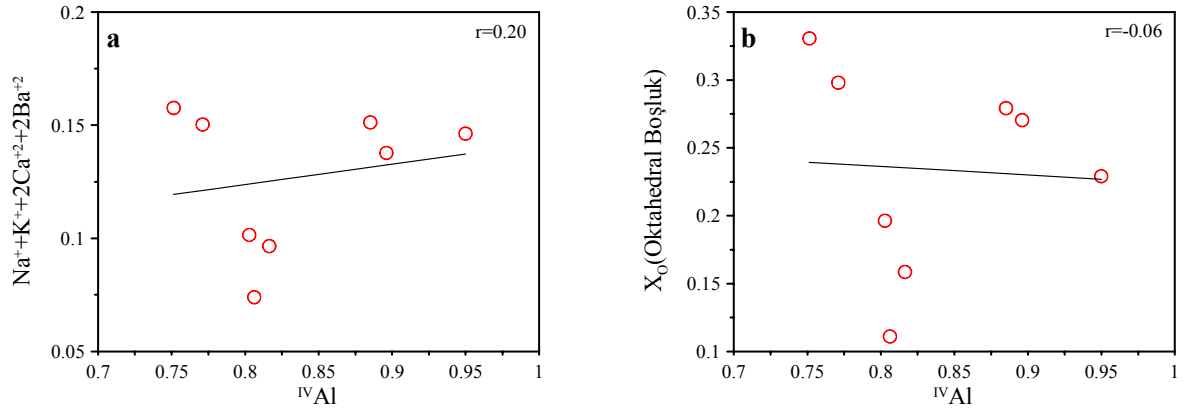 a
r=0.20
Na⁺+K⁺+2Ca⁺²+2Ba⁺²
0.2
0.15
0.1
0.05
0.7 0.75 0.8 0.85 0.9 0.95 1
ᴵⱽAl
b
r=-0.06
X_O(Oktahedral Boşluk)
0.35
0.3
0.25
0.2
0.15
0.1
0.7 0.75 0.8 0.85 0.9 0.95 1
ᴵⱽAl